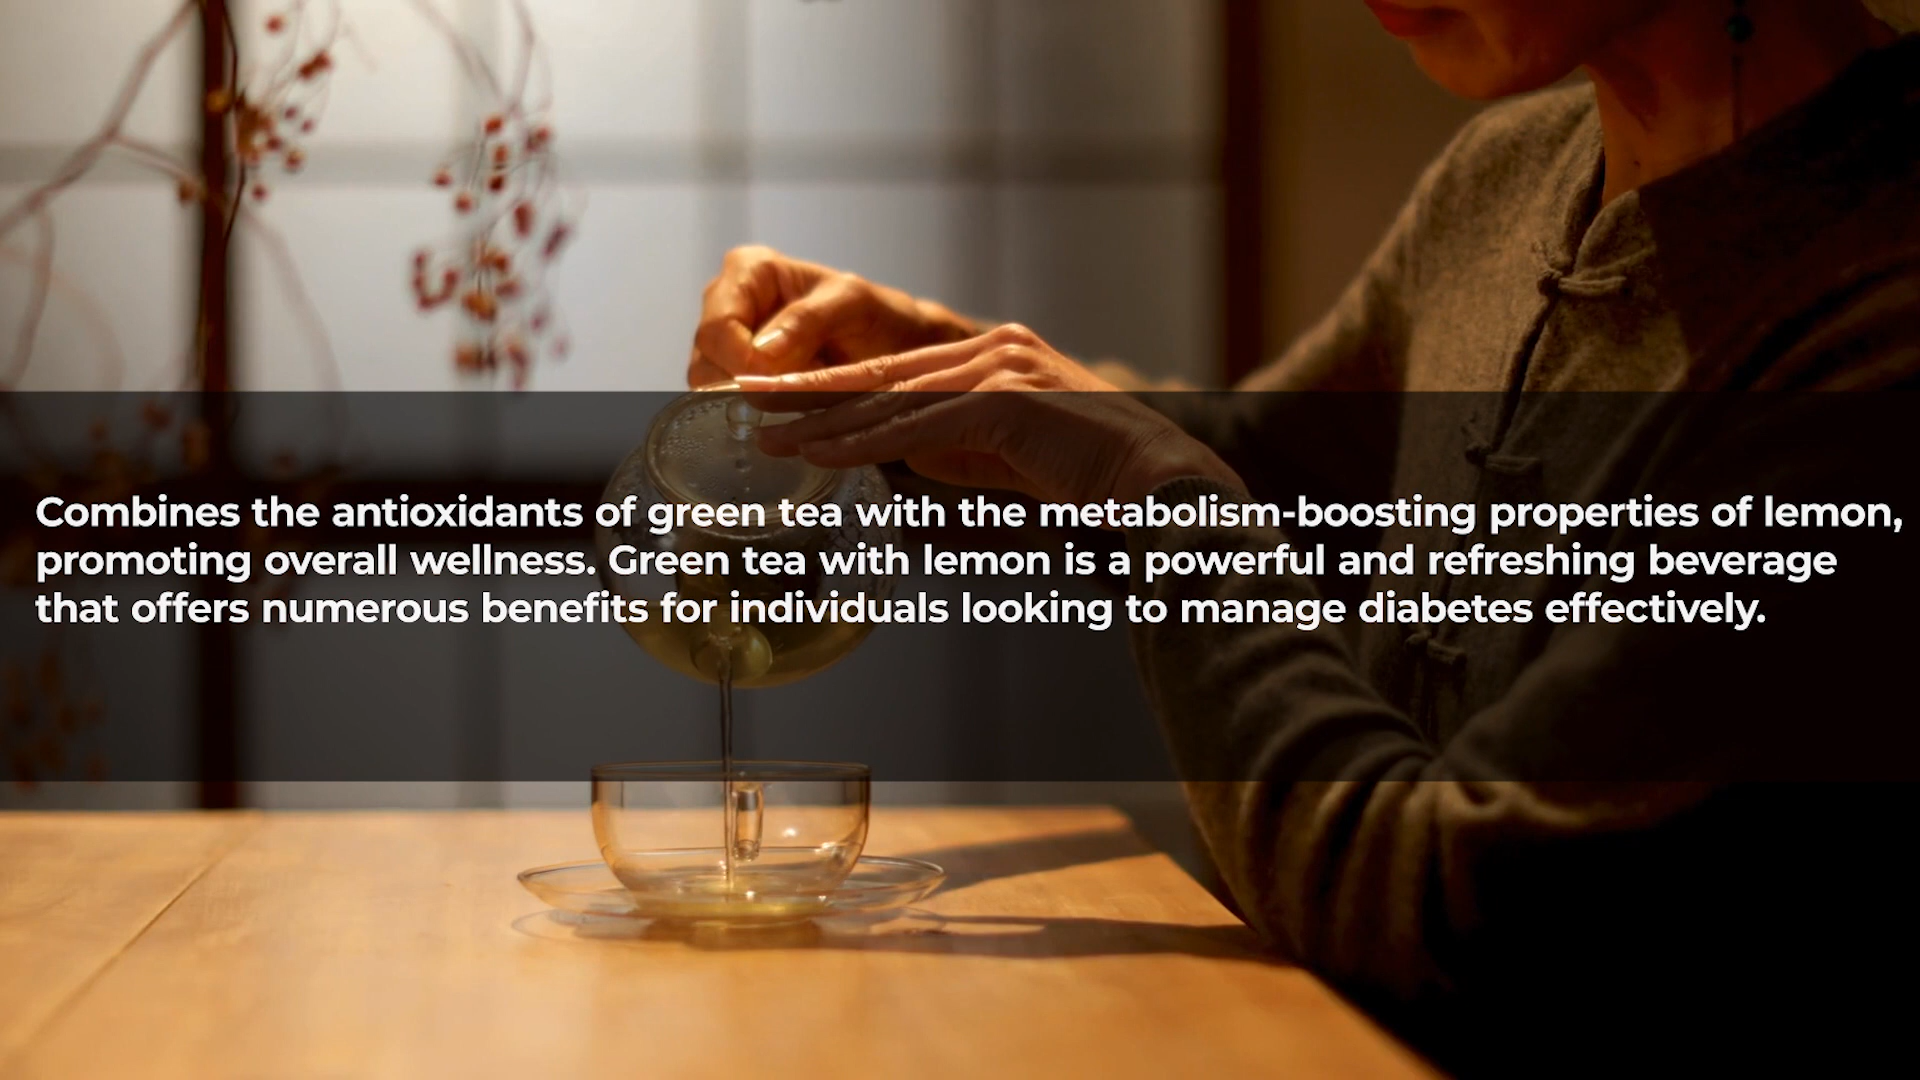 Combines the antioxidants of green tea with the metabolism-boosting properties of lemon,
promoting overall wellness. Green tea with lemon is a powerful and refreshing beverage
that offers numerous benefits for individuals looking to manage diabetes effectively.